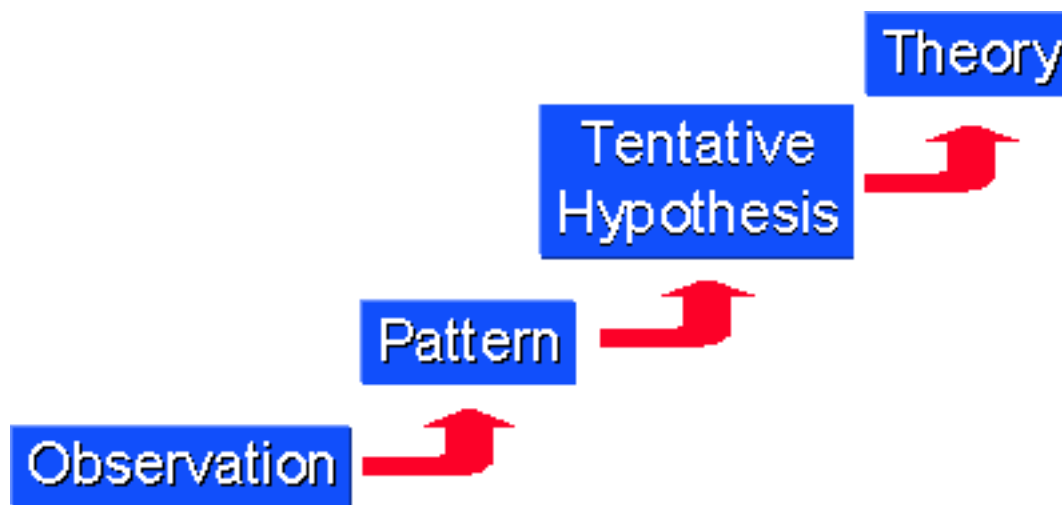 Theory
Tentative
Hypothesis
Pattern
Observation